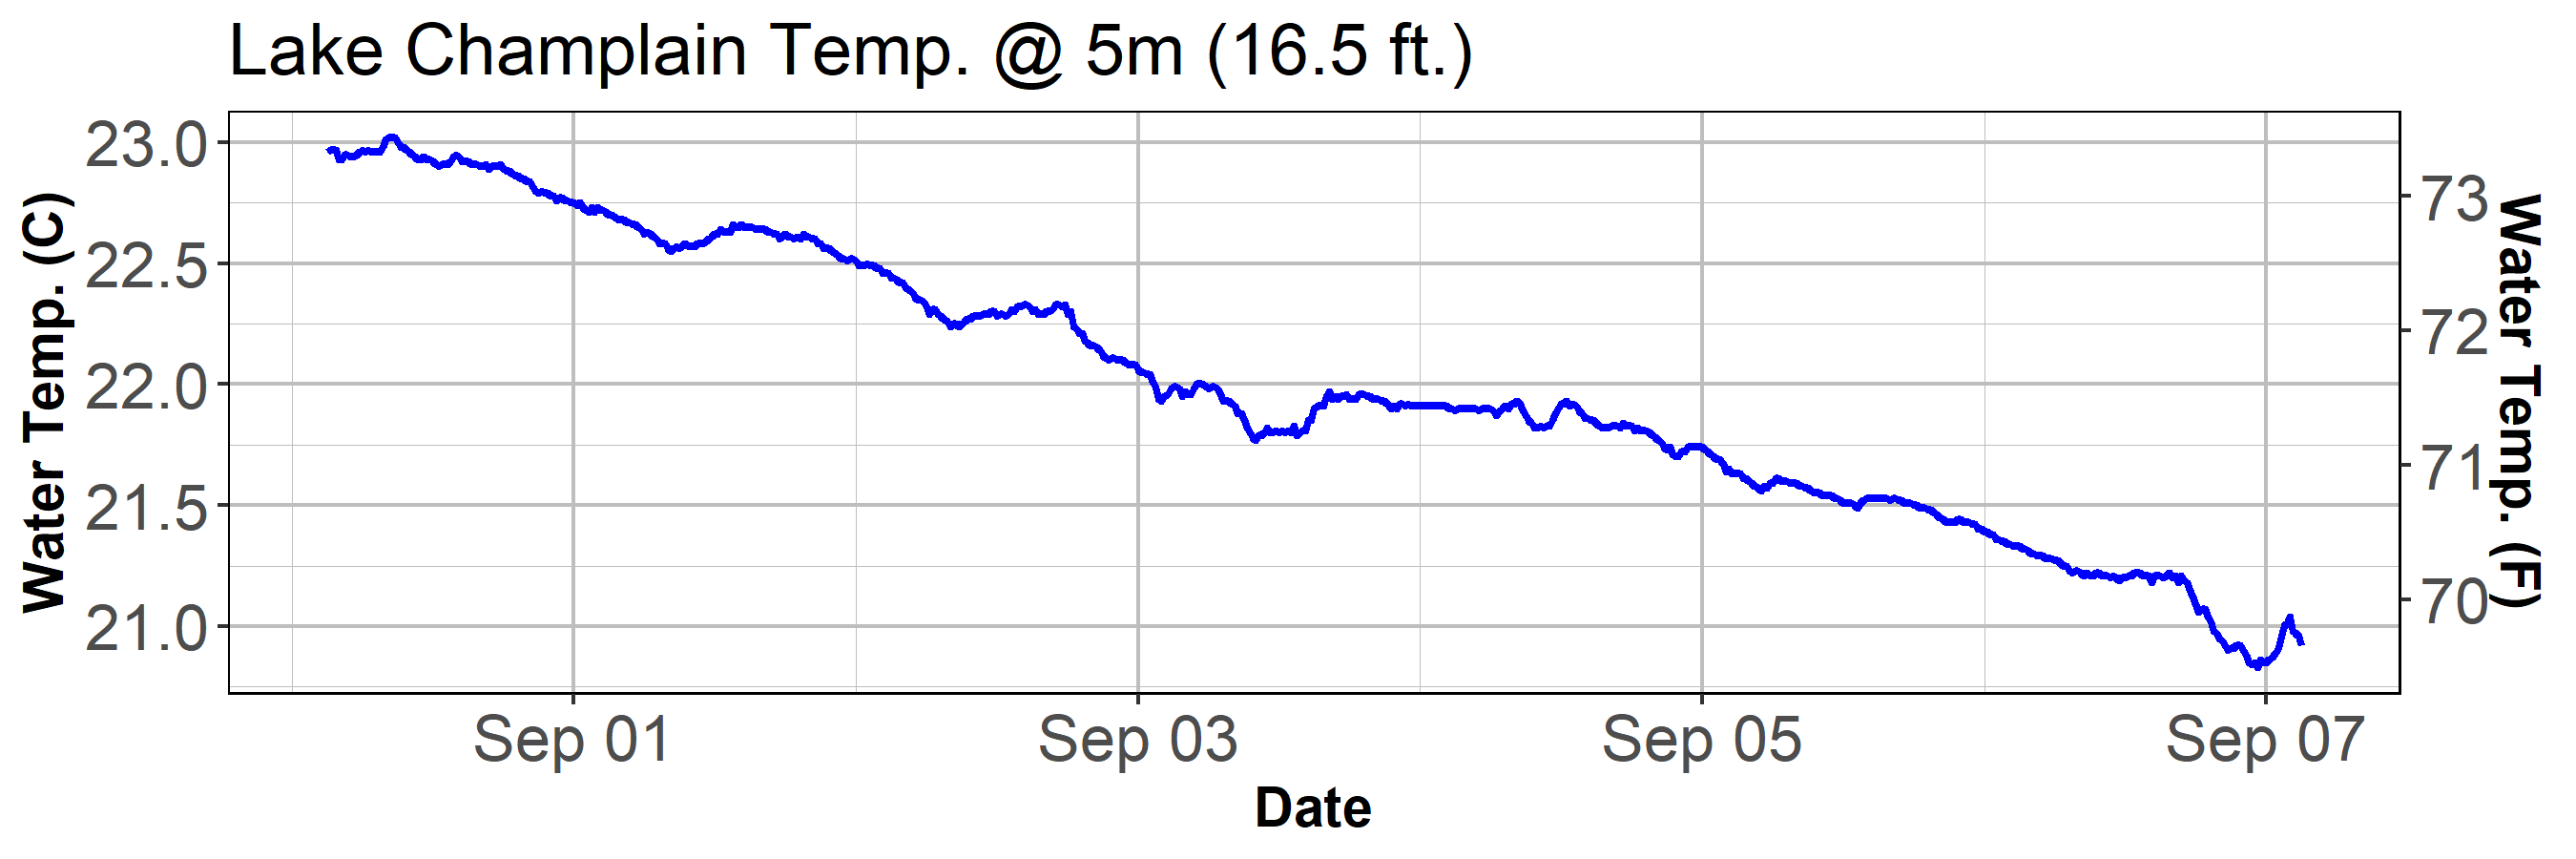 Lake Champlain Temp. @ 5m (16.5 ft.)
Water Temp. (C)
23.0
22.5
22.0
21.5
21.0
73
72
71
70
Water Temp. (F)
Sep 01 Sep 03 Sep 05 Sep 07
Date